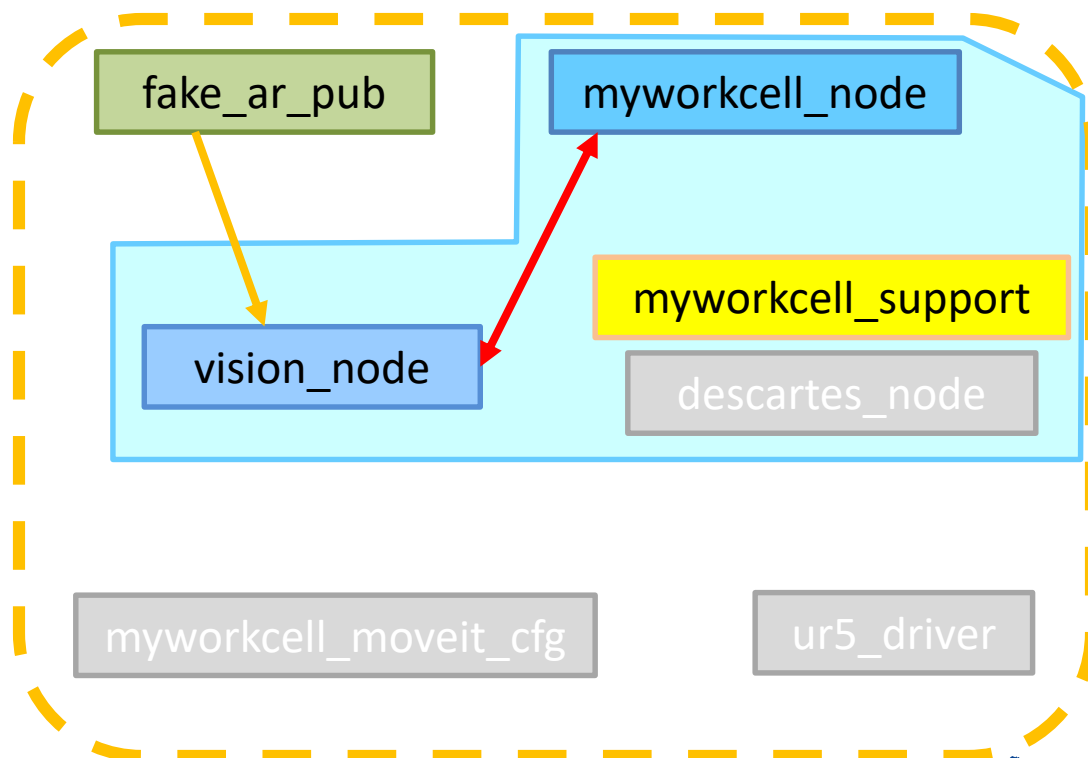 fake_ar_pub
myworkcell_node
myworkcell_support
vision_node
descartes_node
myworkcell_moveit_cfg
ur5_driver